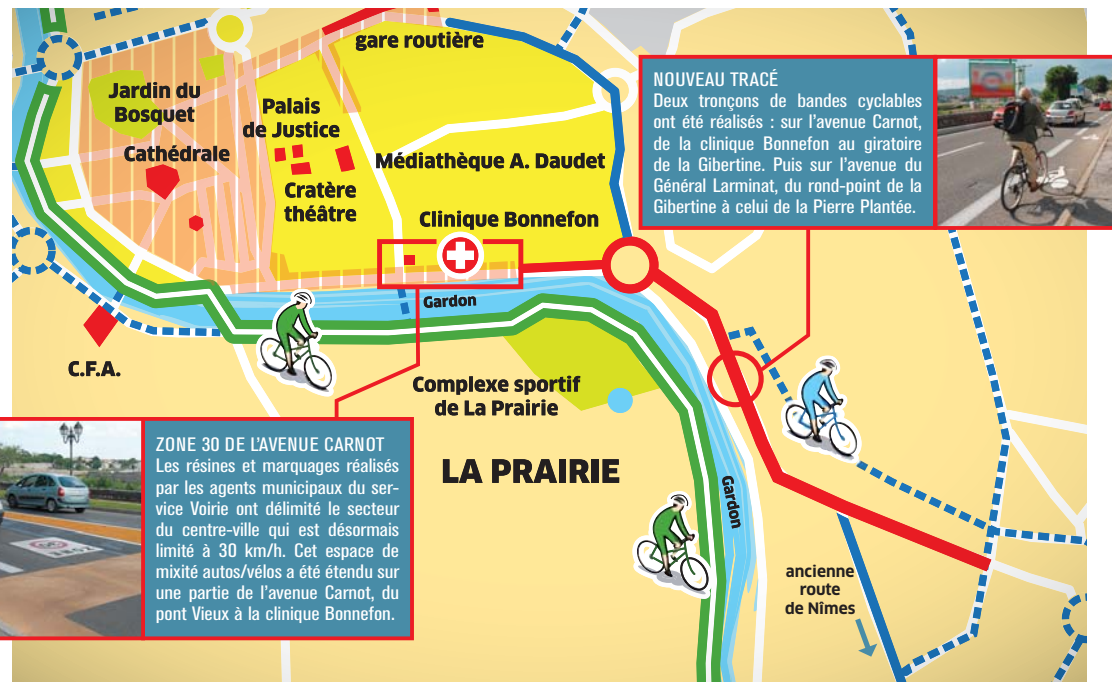 gare routière
Jardin du
Bosquet
Palais
de Justice
Cathédrale
Médiathèque A. Daudet
Cratère
théâtre
Clinique Bonnefon
NOUVEAU TRACÉ
Deux tronçons de bandes cyclables
ont été réalisés : sur l'avenue Carnot,
de la clinique Bonnefon au giratoire
de la Gibertine. Puis sur l'avenue du
Général Larminat, du rond-point de la
Gibertine à celui de la Pierre Plantée.
Gardon
C.F.A.
Complexe sportif
de La Prairie
ZONE 30 DE L'AVENUE CARNOT
Les résines et marquages réalisés
par les agents municipaux du ser-
vice Voirie ont délimité le secteur
du centre-ville qui est désormais
limité à 30 km/h. Cet espace de
mixité autos/vélos a été étendu sur
une partie de l'avenue Carnot, du
pont Vieux à la clinique Bonnefon.
LA PRAIRIE
Gardon
ancienne
route
de Nîmes